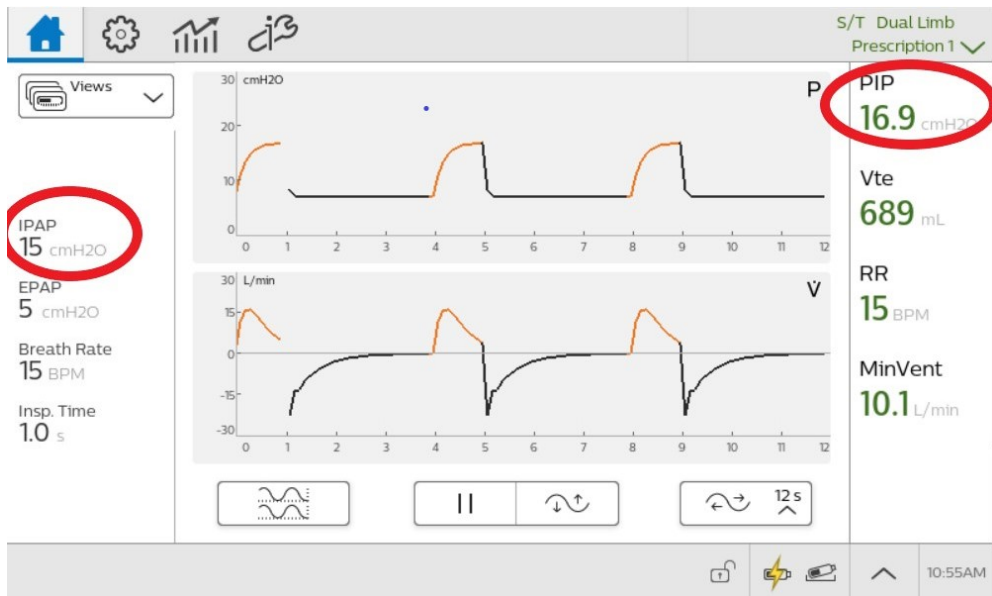 S/T Dual Limb
Prescription 1
Views
IPAP
15 cmH2O
EPAP
5 cmH2O
Breath Rate
15 BPM
Insp. Time
1.0 s
30 cmH2O
P
20
10
0
0 1 2 3 4 5 6 7 8 9 10 11 12
30 L/min
V̇
15
0
-15
-30
0 1 2 3 4 5 6 7 8 9 10 11 12
12 s
PIP
16.9 cmH2O
Vte
689 mL
RR
15 BPM
MinVent
10.1 L/min
10:55AM